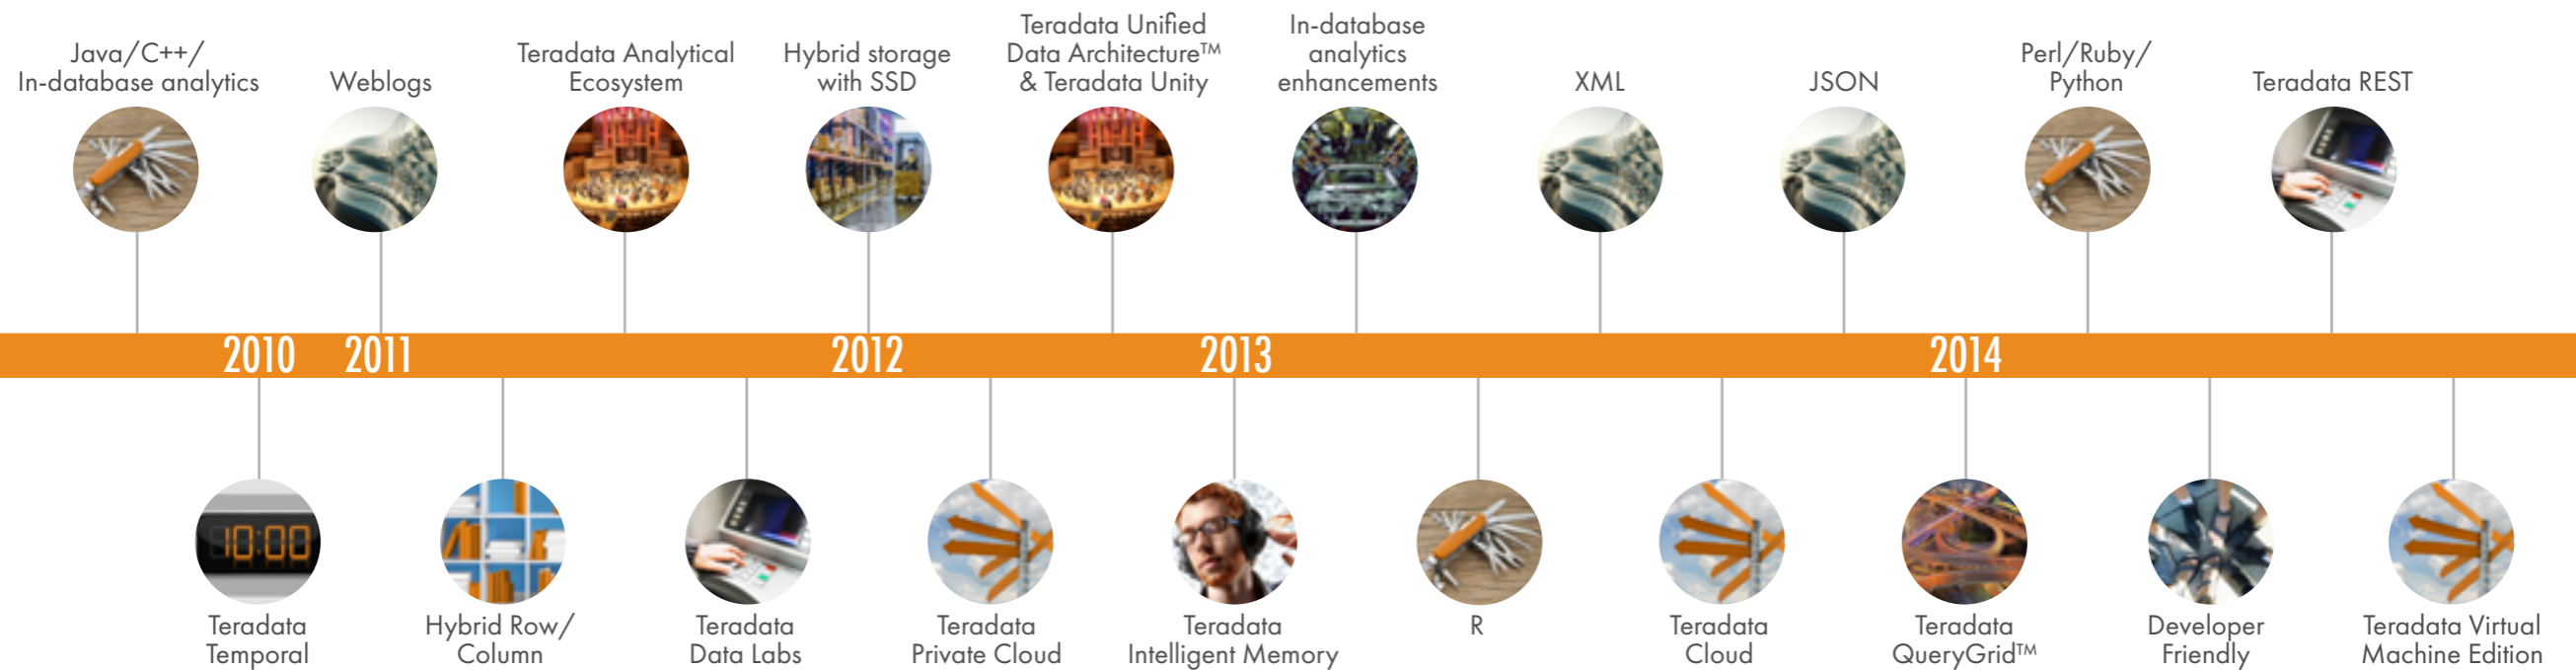 Java/C++/
In-database analytics
Weblogs
Teradata Analytical
Ecosystem
Hybrid storage
with SSD
Teradata Unified
Data Architecture™
& Teradata Unity
In-database
analytics
enhancements
XML
JSON
Perl/Ruby/
Python
Teradata REST
2010
2011
2012
2013
2014
10:00
Teradata
Temporal
Hybrid Row/
Column
Teradata
Data Labs
Teradata
Private Cloud
Teradata
Intelligent Memory
R
Teradata
Cloud
Teradata
QueryGrid™
Developer
Friendly
Teradata Virtual
Machine Edition